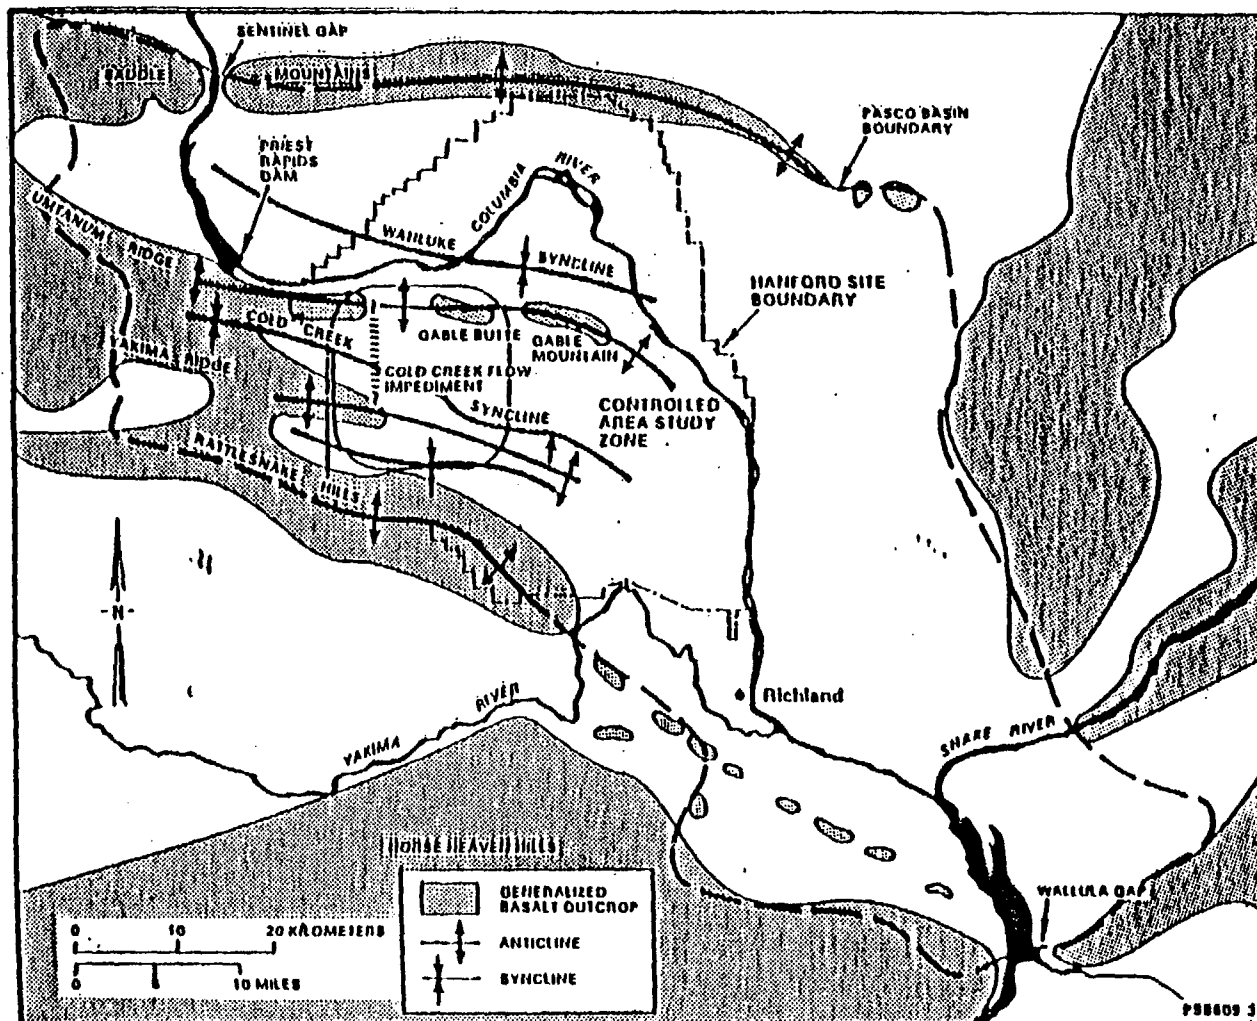 SENTINEL GAP
SADDLE
MOUNTAINS
PASCO BASIN
BOUNDARY
PRIEST
RAPIDS
DAM
COLUMBIA
RIVER
UMTANUM RIDGE
WAHLUKE
SYNCLINE
HANFORD SITE
BOUNDARY
COLD CREEK
GABLE BUTTE
GABLE
MOUNTAIN
YAKIMA RIDGE
COLD CREEK FLOW
IMPEDIMENT
SYNCLINE
CONTROLLED
AREA STUDY
ZONE
RATTLESNAKE
HILLS
N
Richland
YAKIMA
RIVER
SNAKE RIVER
HORSE HEAVEN HILLS
GENERALIZED
BASALT OUTCROP
ANTICLINE
SYNCLINE
WALLULA GAP
0 10 20 KILOMETERS
0 5 10 MILES